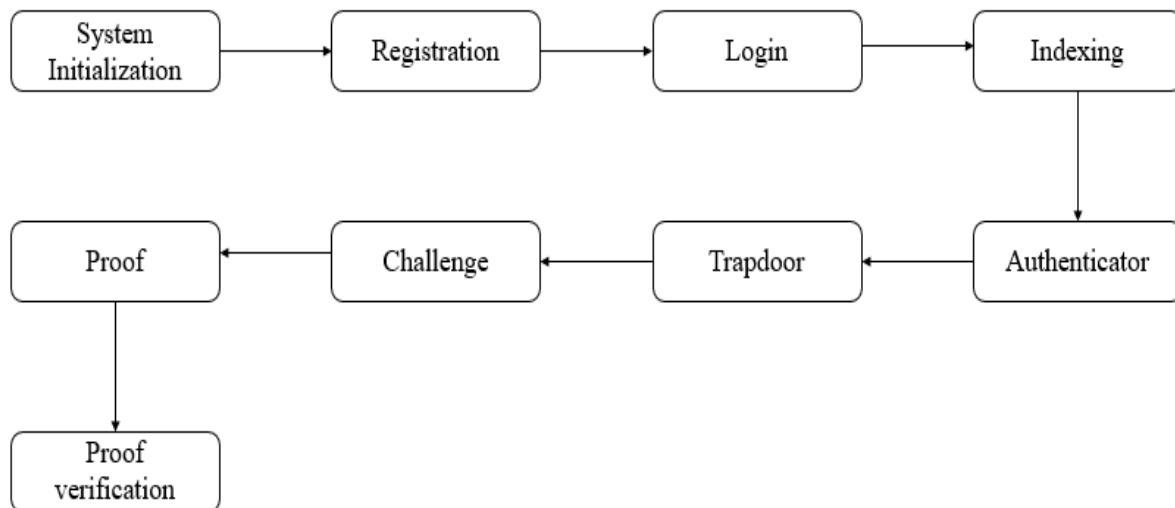 System
Initialization
Registration
Login
Indexing
Proof
Challenge
Trapdoor
Authenticator
Proof
verification